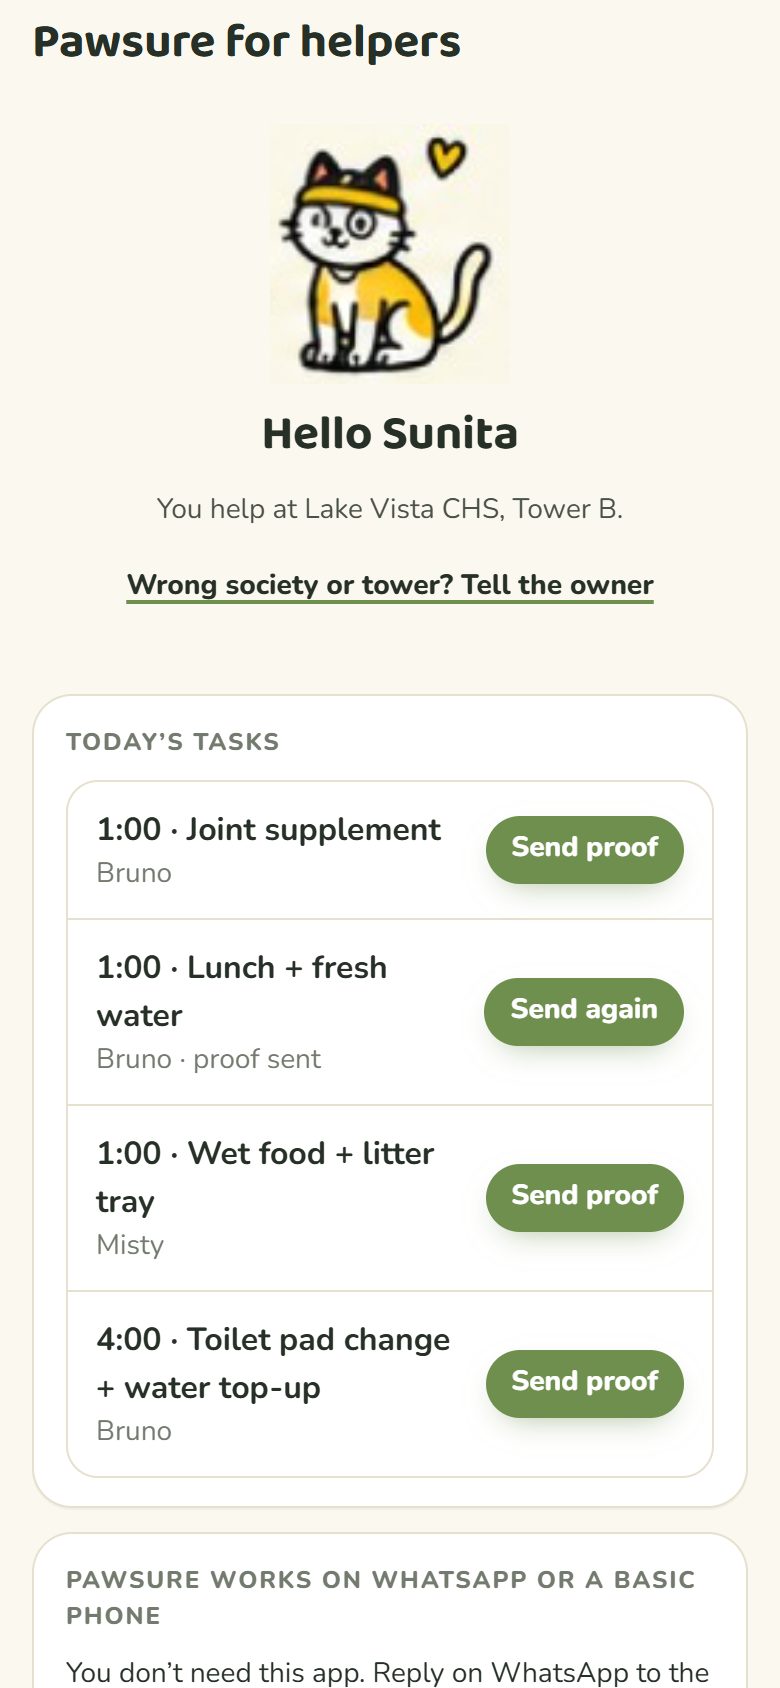 Pawsure for helpers
Hello Sunita
You help at Lake Vista CHS, Tower B.
Wrong society or tower? Tell the owner
TODAY’S TASKS
1:00 · Joint supplement
Bruno
Send proof
1:00 · Lunch + fresh
water
Bruno · proof sent
Send again
1:00 · Wet food + litter
tray
Misty
Send proof
4:00 · Toilet pad change
+ water top-up
Bruno
Send proof
PAWSURE WORKS ON WHATSAPP OR A BASIC
PHONE
You don’t need this app. Reply on WhatsApp to the